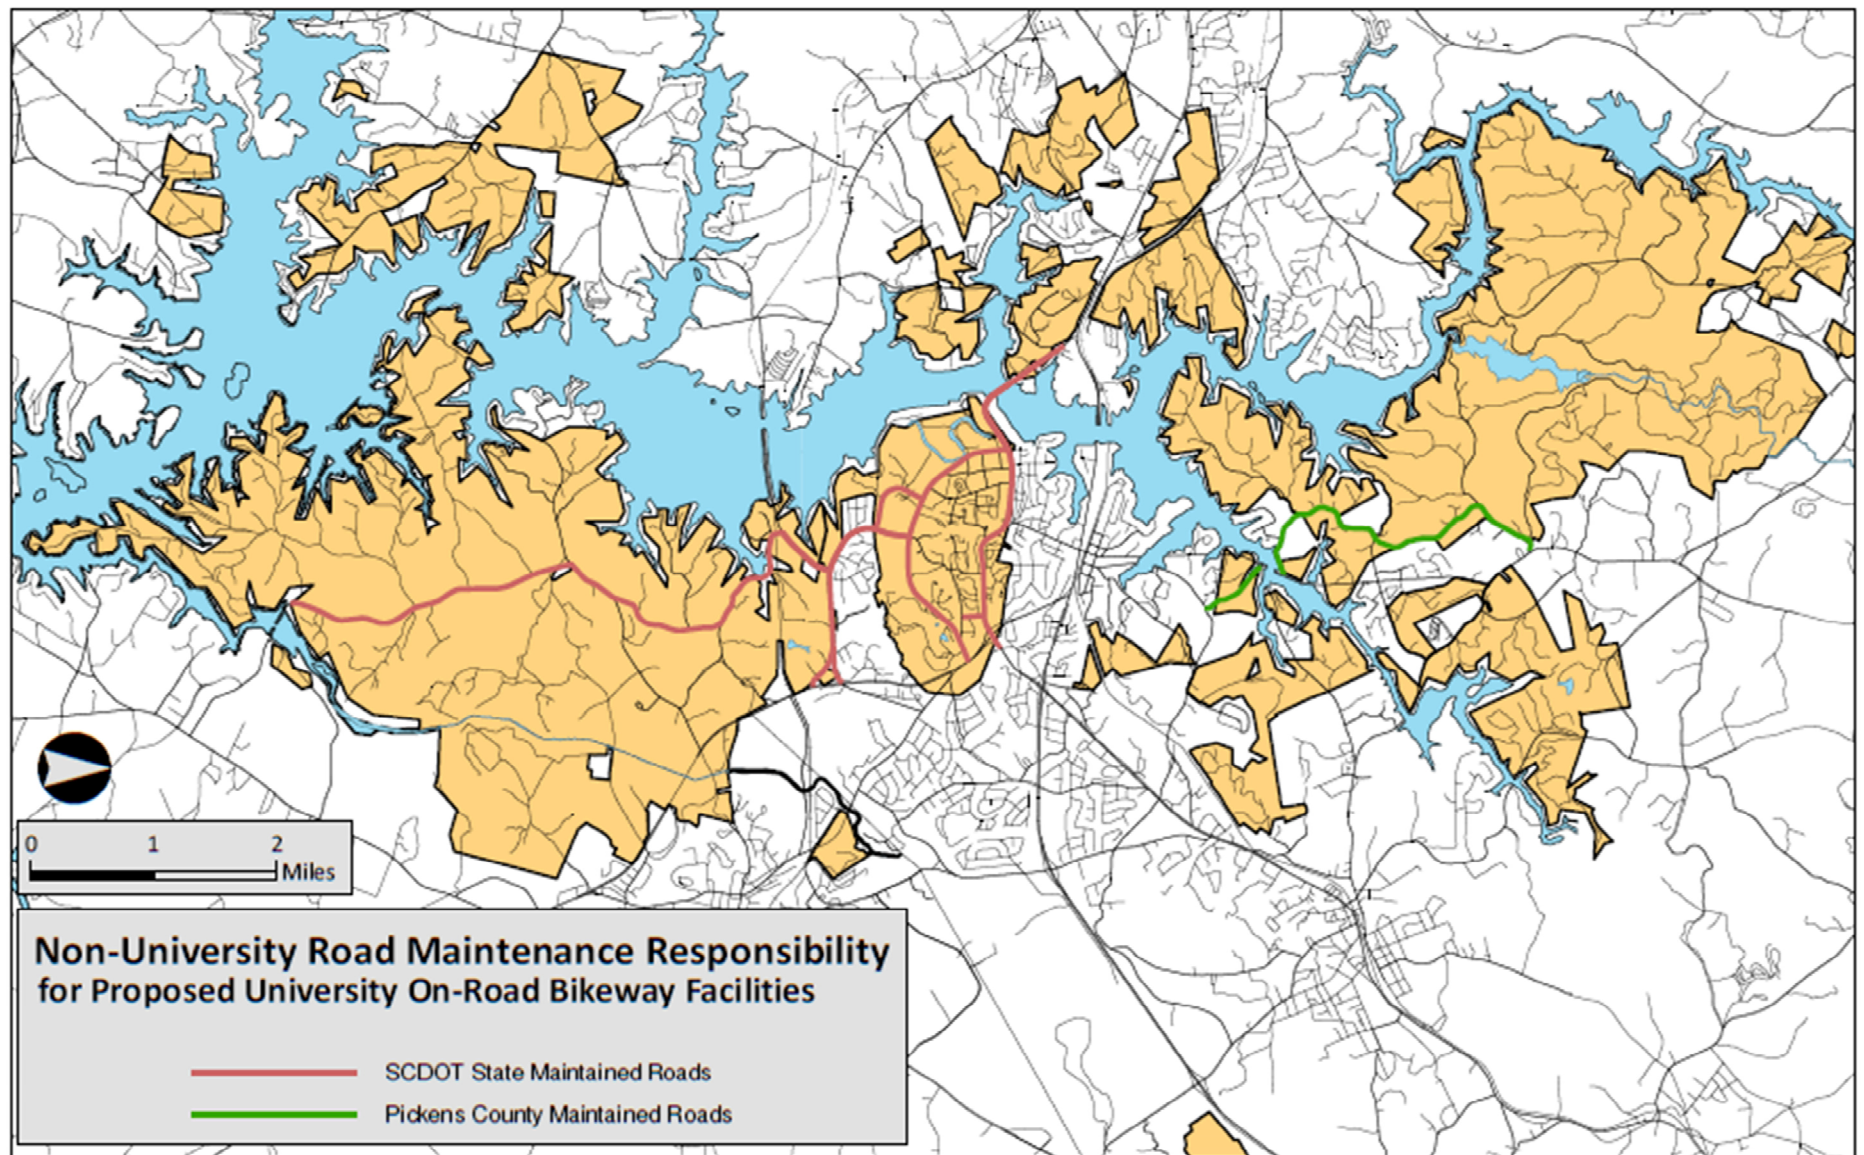 0 1 2
Miles
Non-University Road Maintenance Responsibility
for Proposed University On-Road Bikeway Facilities
SCDOT State Maintained Roads
Pickens County Maintained Roads